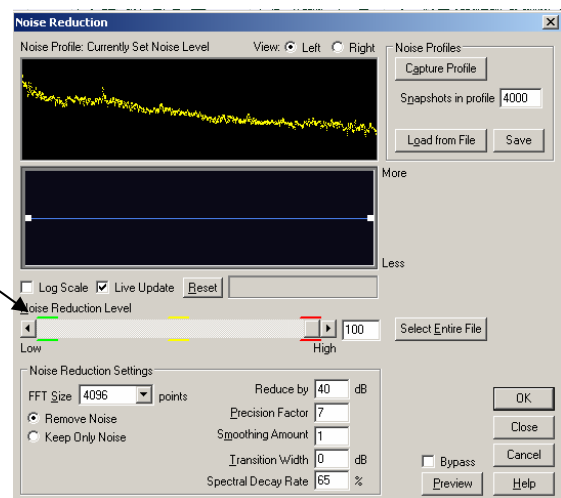 Noise Reduction
Noise Profile: Currently Set Noise Level View: Left Right Noise Profiles
Capture Profile
Snapshots in profile 4000
Load from File Save
More
Less
Log Scale Live Update Reset
Noise Reduction Level
100 Select Entire File
Low High
Noise Reduction Settings
FFT Size 4096 points Reduce by 40 dB
Remove Noise Precision Factor 7
Keep Only Noise Smoothing Amount 1
Transition Width 0 dB
Spectral Decay Rate 65 %
OK
Close
Bypass Cancel
Preview Help